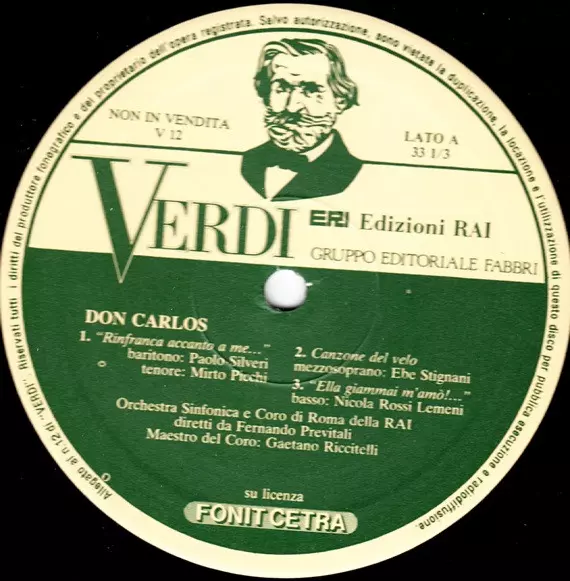 Allegato al n.12 di "VERDI" Riservati tutti i diritti del produttore fonografico e del proprietario dell'opera registrata. Salvo autorizzazione, sono vietate la duplicazione, la locazione e l'utilizzazione di questo disco per pubblica esecuzione e radiodiffusione.
NON IN VENDITA
V 12
LATO A
33 1/3
VERDI
ERI Edizioni RAI
GRUPPO EDITORIALE FABBRI
DON CARLOS
1. "Rinfranca accanto a me..."
baritono: Paolo Silveri
tenore: Mirto Picchi
2. Canzone del velo
mezzosoprano: Ebe Stignani
3. "Ella giammai m'amò!..."
basso: Nicola Rossi Lemeni
Orchestra Sinfonica e Coro di Roma della RAI
diretti da Fernando Previtali
Maestro del Coro: Gaetano Riccitelli
su licenza
FONIT CETRA